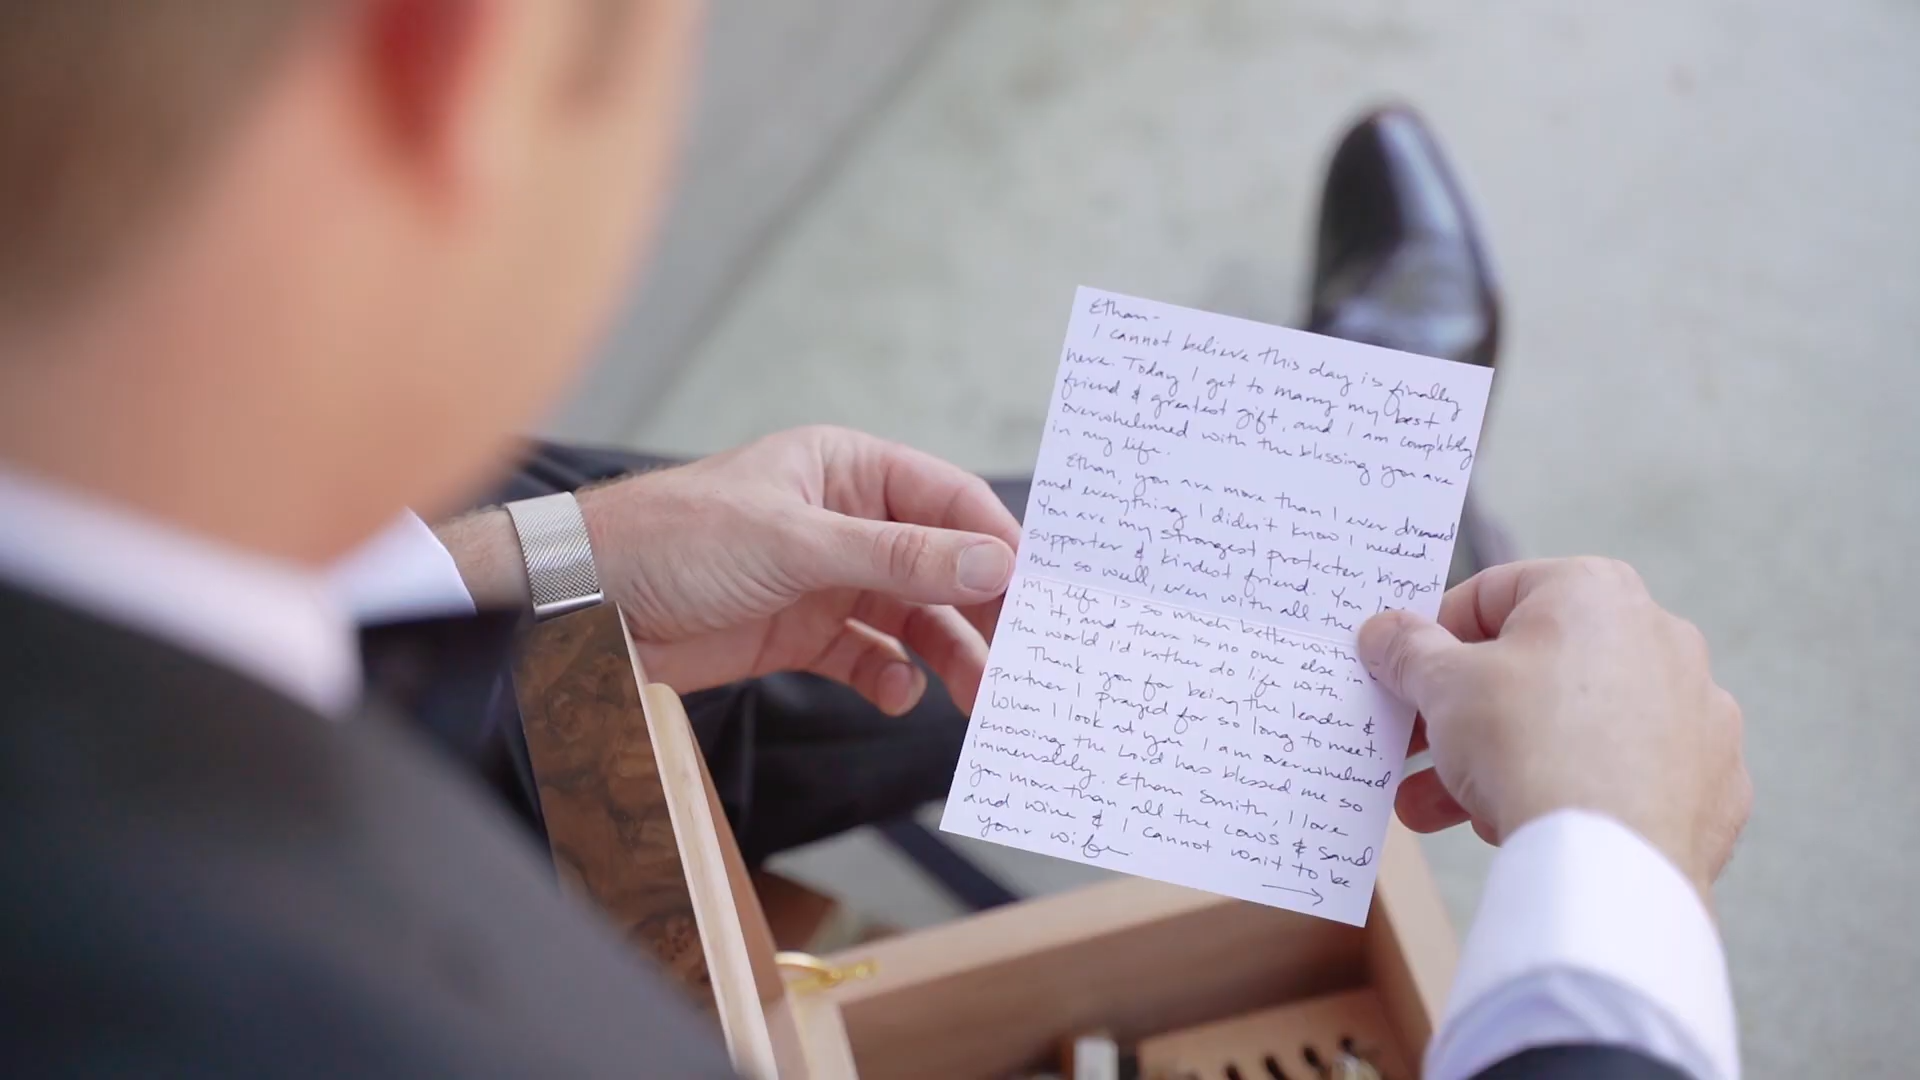 Ethan-
I cannot believe this day is finally
here. Today I get to marry my best
friend & greatest gift, and I am completely
overwhelmed with the blessing you are
in my life.
Ethan, you are more than I ever dreamed
and everything I didn't know I needed.
You are my strongest protecter, biggest
supporter & kindest friend. You
me so well, even with all the
My life is so much better with
in it, and there is no one else in
the world I'd rather do life with.
Thank you for being the leader &
partner I prayed for so long to meet.
When I look at you I am overwhelmed
knowing the Lord has blessed me so
immensely. Ethan Smith, I love
you more than all the cows & sand
and wine & I cannot wait to be
your wife
→